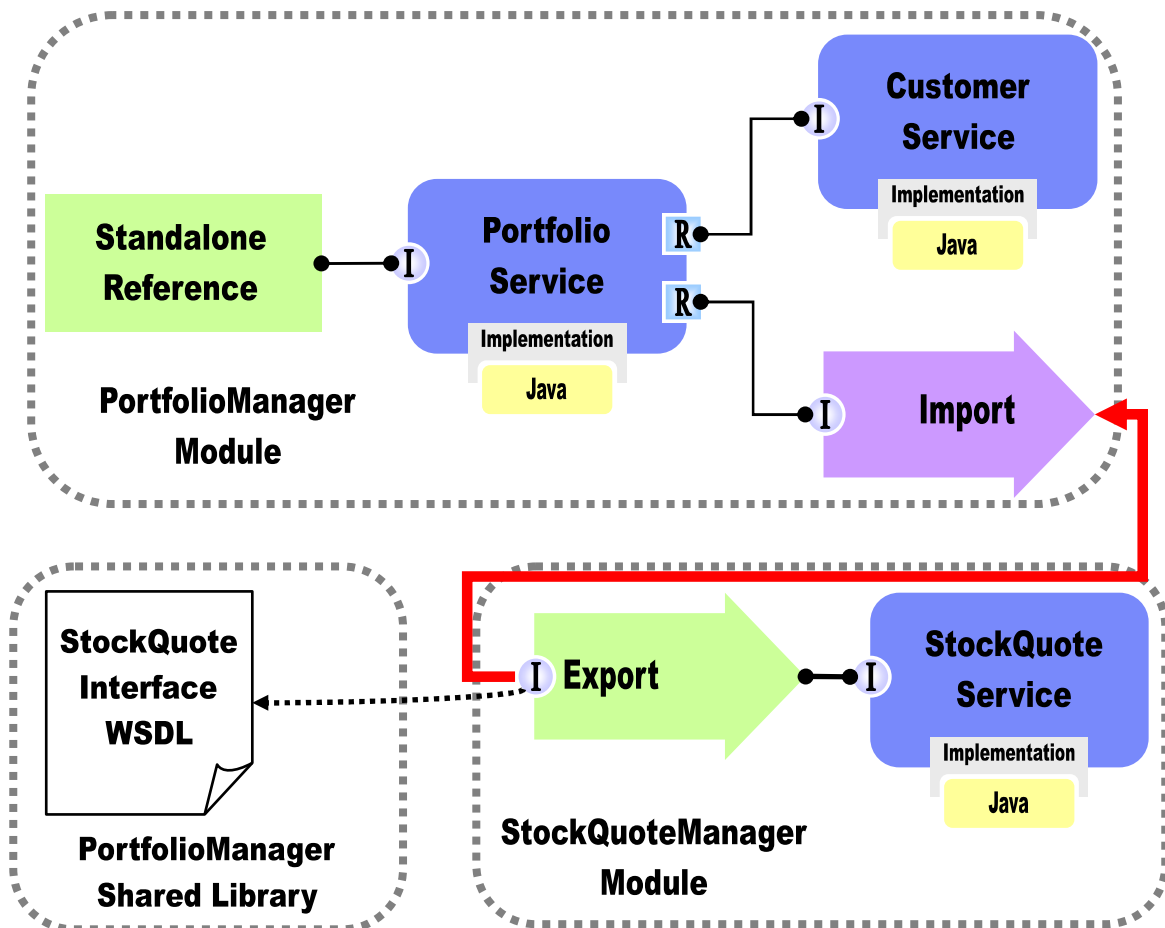 Customer
Service
I
Implementation
Java
Standalone
Reference
I
Portfolio
Service
R
R
Implementation
Java
I
Import
PortfolioManager
Module
StockQuote
Interface
WSDL
PortfolioManager
Shared Library
I
Export
I
StockQuote
Service
Implementation
Java
StockQuoteManager
Module